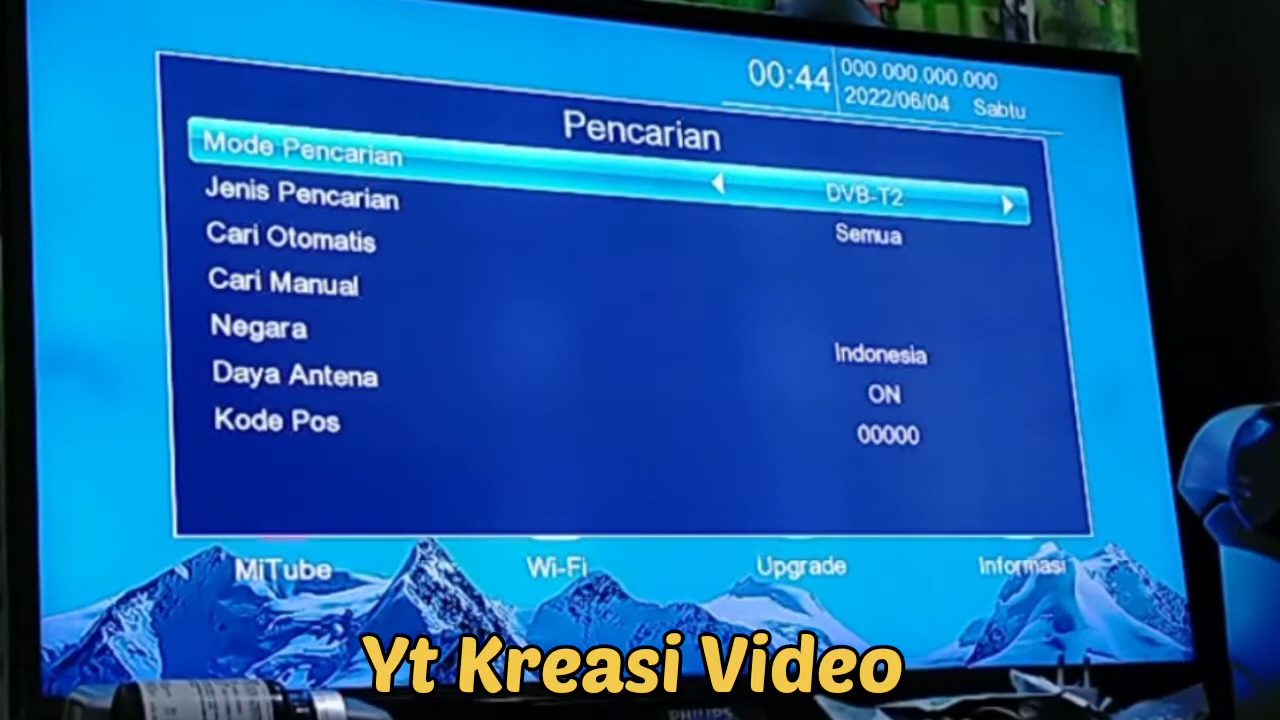 00:44
000.000.000.000
2022/06/04 Sabtu
Pencarian
Mode Pencarian DVB-T2
Jenis Pencarian Semua
Cari Otomatis
Cari Manual
Negara Indonesia
Daya Antena ON
Kode Pos 00000
MiTube Wi-Fi Upgrade Informasi
Yt Kreasi Video
PHILIPS